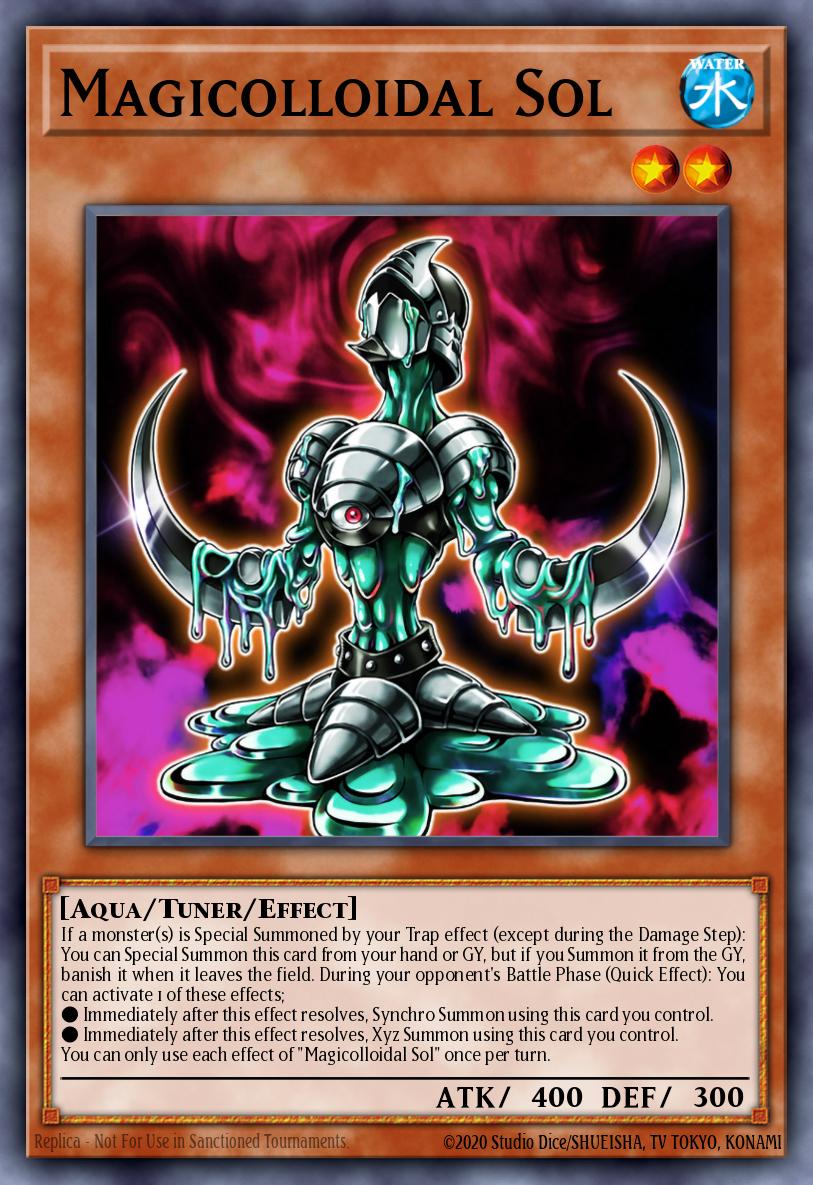 Magicolloidal Sol
WATER
水
[Aqua/Tuner/Effect]
If a monster(s) is Special Summoned by your Trap effect (except during the Damage Step):
You can Special Summon this card from your hand or GY, but if you Summon it from the GY,
banish it when it leaves the field. During your opponent's Battle Phase (Quick Effect): You
can activate 1 of these effects;
● Immediately after this effect resolves, Synchro Summon using this card you control.
● Immediately after this effect resolves, Xyz Summon using this card you control.
You can only use each effect of "Magicolloidal Sol" once per turn.
ATK/ 400 DEF/ 300
Replica - Not For Use in Sanctioned Tournaments.
©2020 Studio Dice/SHUEISHA, TV TOKYO, KONAMI